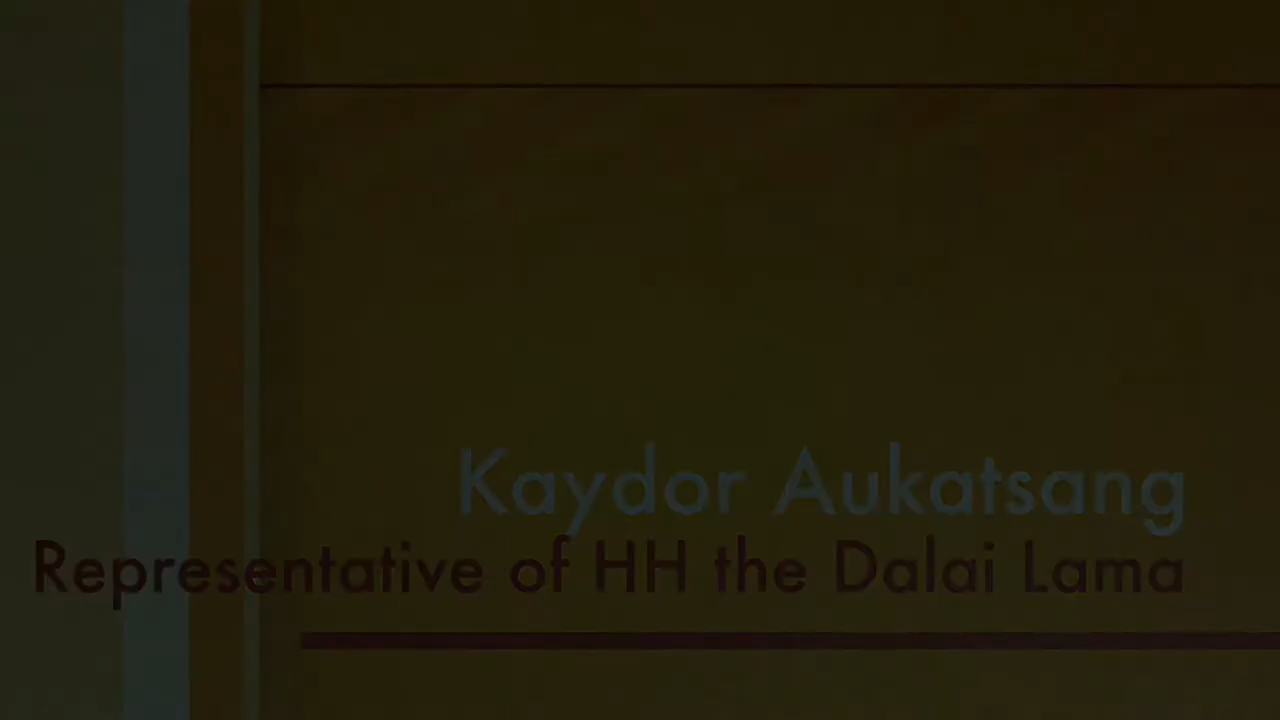 Kaydor Aukatsang
Representative of HH the Dalai Lama